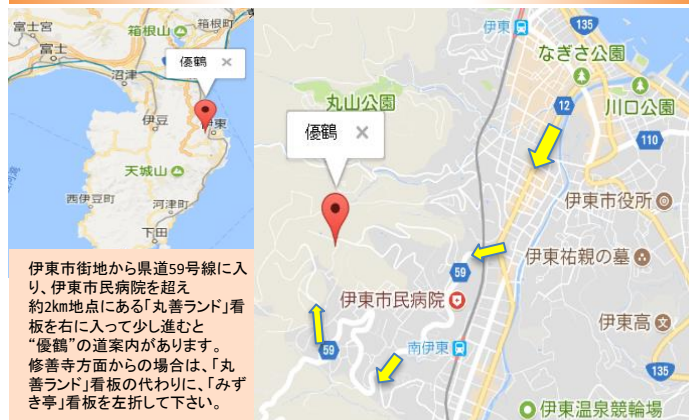 富士宮
箱根山
箱根町
富士
優鶴 ×
沼津
伊豆
伊東
天城山
西伊豆町
河津町
下田
伊東市街地から県道59号線に入
り、伊東市民病院を超え
約2km地点にある「丸善ランド」看
板を右に入って少し進むと
“優鶴”の道案内があります。
修善寺方面からの場合は、「丸
善ランド」看板の代わりに、「みず
き亭」看板を左折して下さい。
伊東
135
なぎさ公園
丸山公園
12
川口公園
優鶴 ×
110
伊東市役所
伊東祐親の墓
59
伊東市民病院
伊東高
59
南伊東
135
伊東温泉競輪場